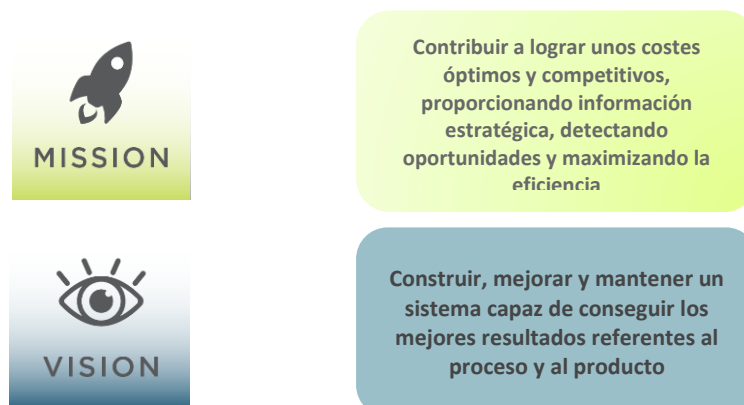 MISSION
Contribuir a lograr unos costes
óptimos y competitivos,
proporcionando información
estratégica, detectando
oportunidades y maximizando la
eficiencia
VISION
Construir, mejorar y mantener un
sistema capaz de conseguir los
mejores resultados referentes al
proceso y al producto